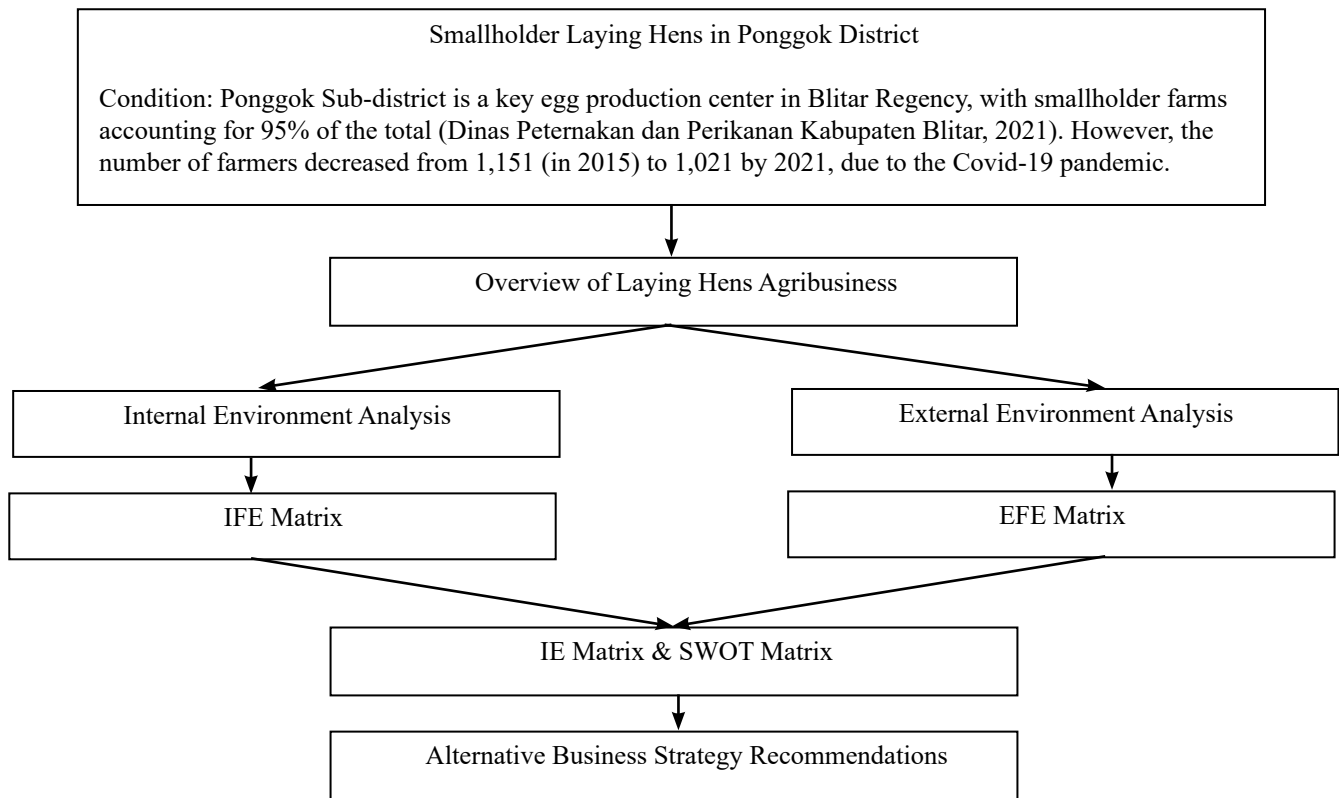 Smallholder Laying Hens in Ponggok District
Condition: Ponggok Sub-district is a key egg production center in Blitar Regency, with smallholder farms
accounting for 95% of the total (Dinas Peternakan dan Perikanan Kabupaten Blitar, 2021). However, the
number of farmers decreased from 1,151 (in 2015) to 1,021 by 2021, due to the Covid-19 pandemic.
Overview of Laying Hens Agribusiness
Internal Environment Analysis
External Environment Analysis
IFE Matrix
EFE Matrix
IE Matrix & SWOT Matrix
Alternative Business Strategy Recommendations